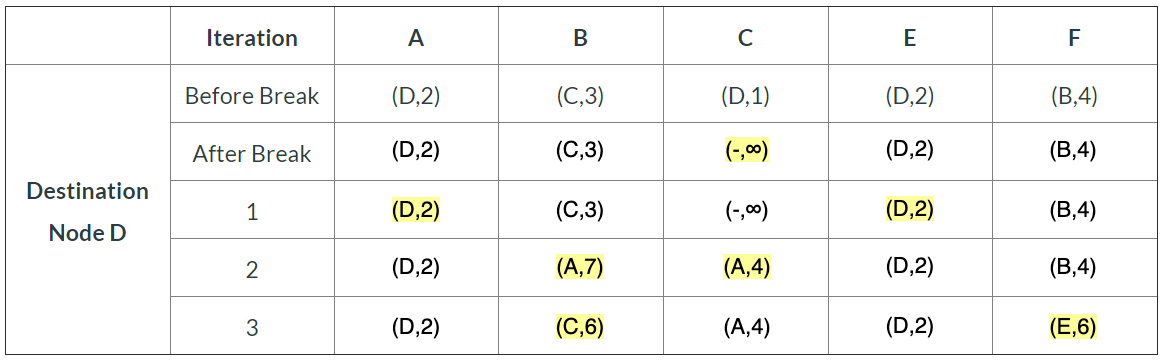 Iteration A B C E F
Before Break (D,2) (C,3) (D,1) (D,2) (B,4)
After Break (D,2) (C,3) (-,∞) (D,2) (B,4)
Destination
Node D
1 (D,2) (C,3) (-,∞) (D,2) (B,4)
2 (D,2) (A,7) (A,4) (D,2) (B,4)
3 (D,2) (C,6) (A,4) (D,2) (E,6)